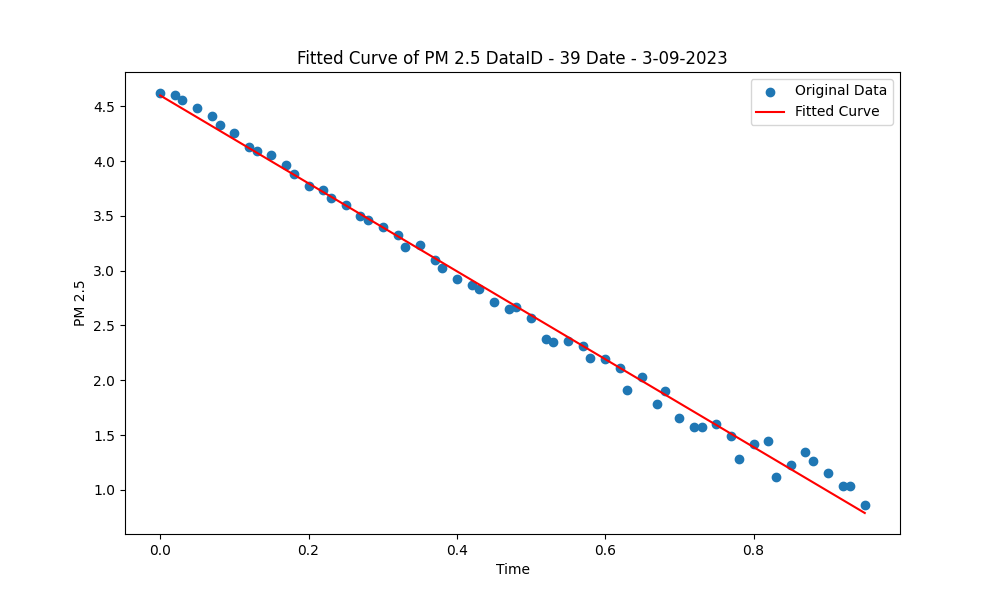 Fitted Curve of PM 2.5 DataID - 39 Date - 3-09-2023
Original Data
Fitted Curve
4.5
4.0
3.5
3.0
2.5
2.0
1.5
1.0
PM 2.5
0.0 0.2 0.4 0.6 0.8
Time